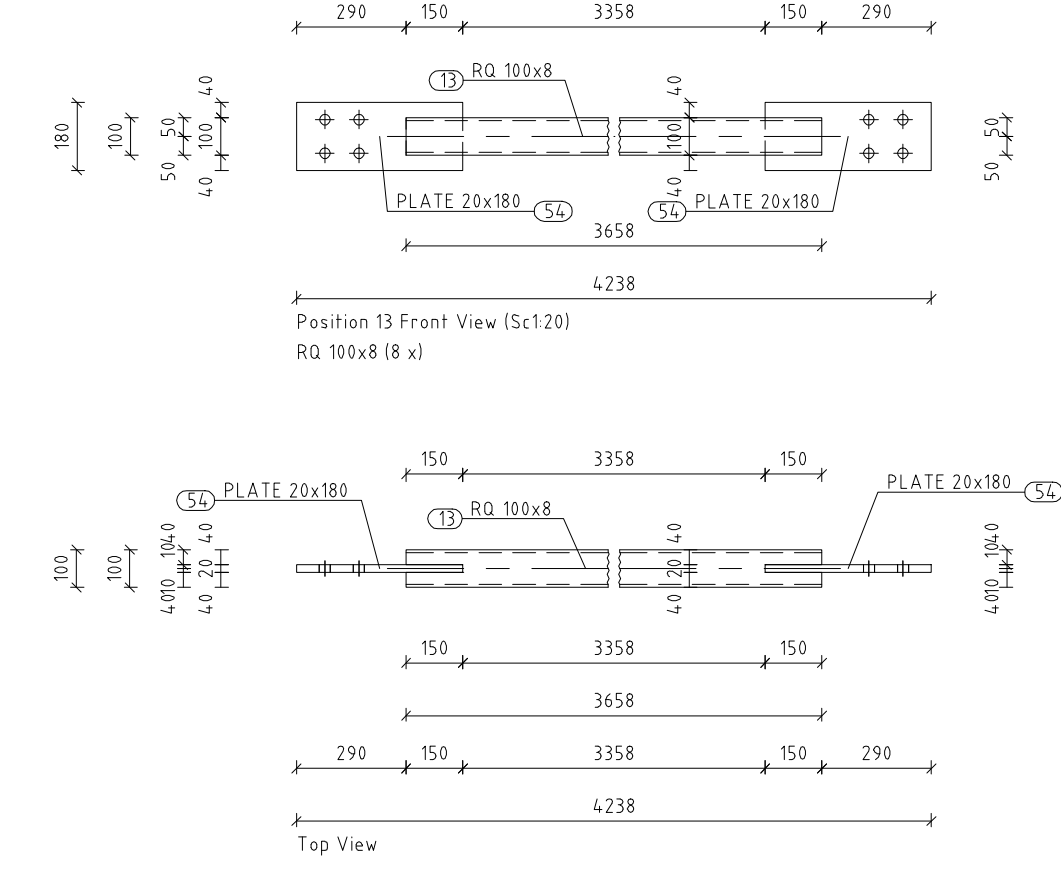 290 150 3358 150 290
13 RQ 100x8
180 100 50 50 40 100 40
40 100 40
50 50
PLATE 20x180 54
54 PLATE 20x180
3658
4238
Position 13 Front View (Sc1:20)
RQ 100x8 (8 x)
150 3358 150
54 PLATE 20x180
PLATE 20x180 54
13 RQ 100x8
100 100 40 10 10 40 40 20 40
40 20 40
40 10 10 40
150 3358 150
3658
290 150 3358 150 290
4238
Top View